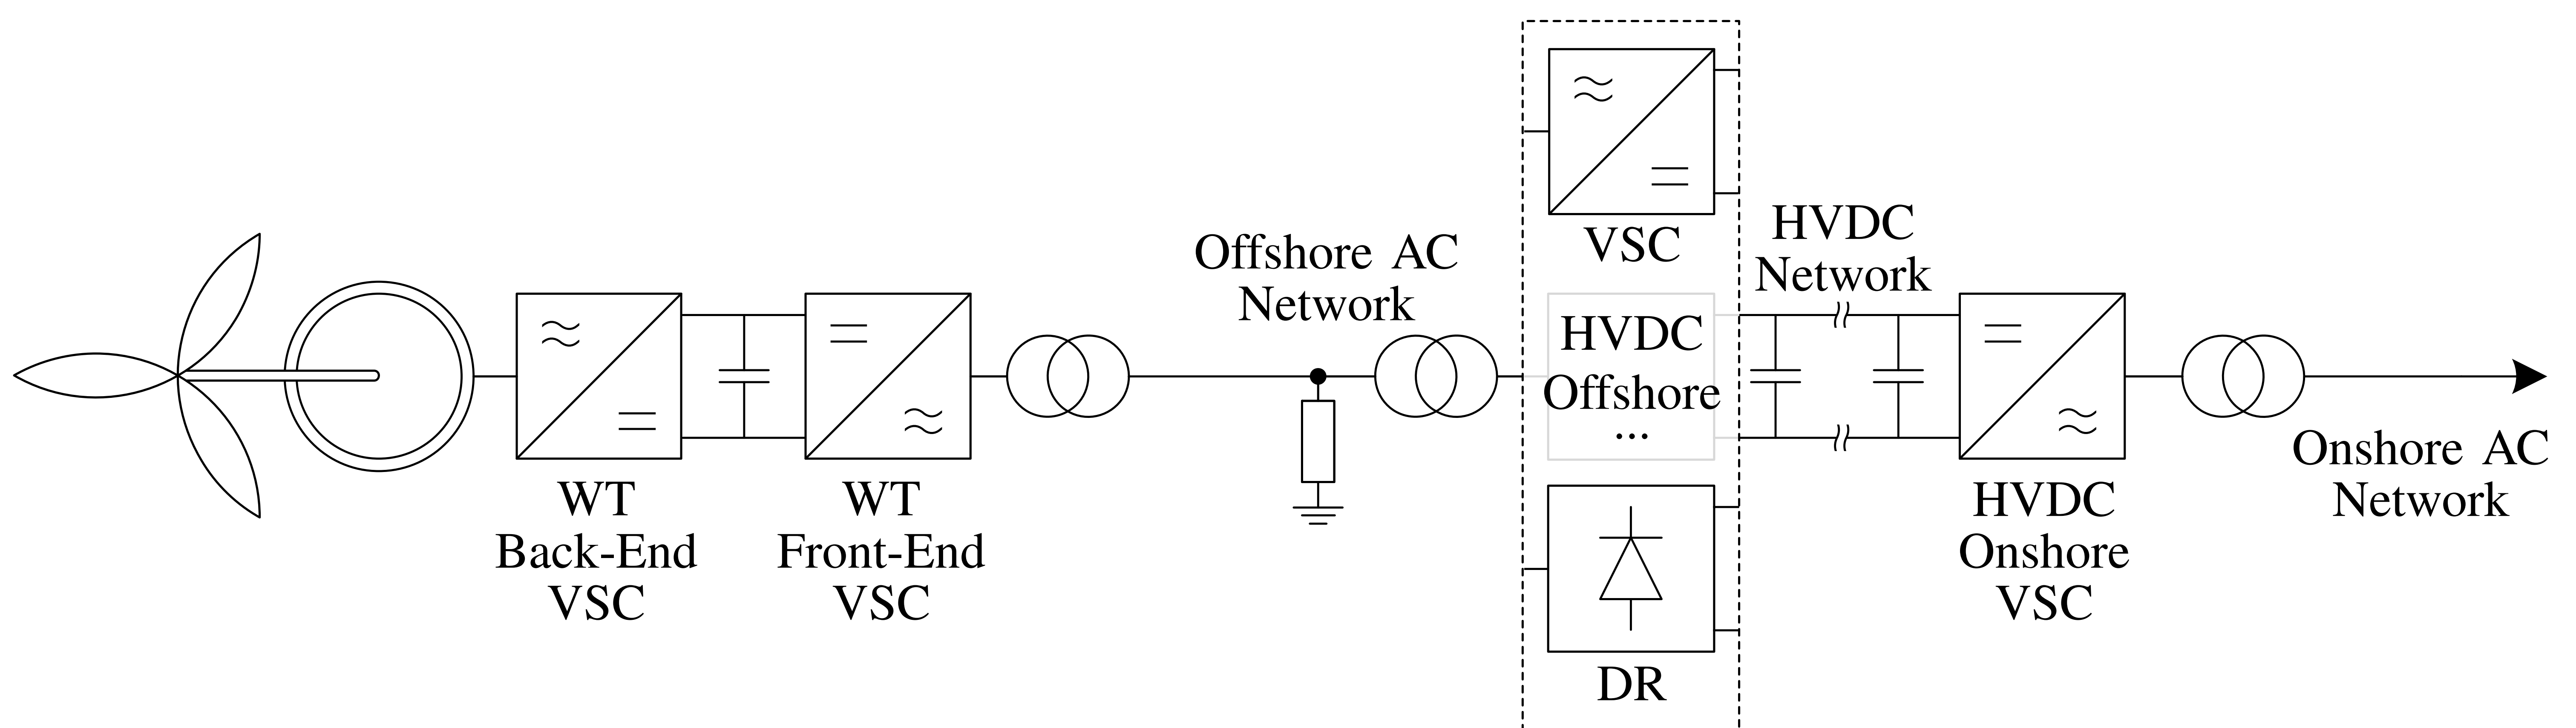 WT
Back-End
VSC
WT
Front-End
VSC
Offshore AC
Network
VSC
HVDC
Offshore
...
DR
HVDC
Network
HVDC
Onshore
VSC
Onshore AC
Network